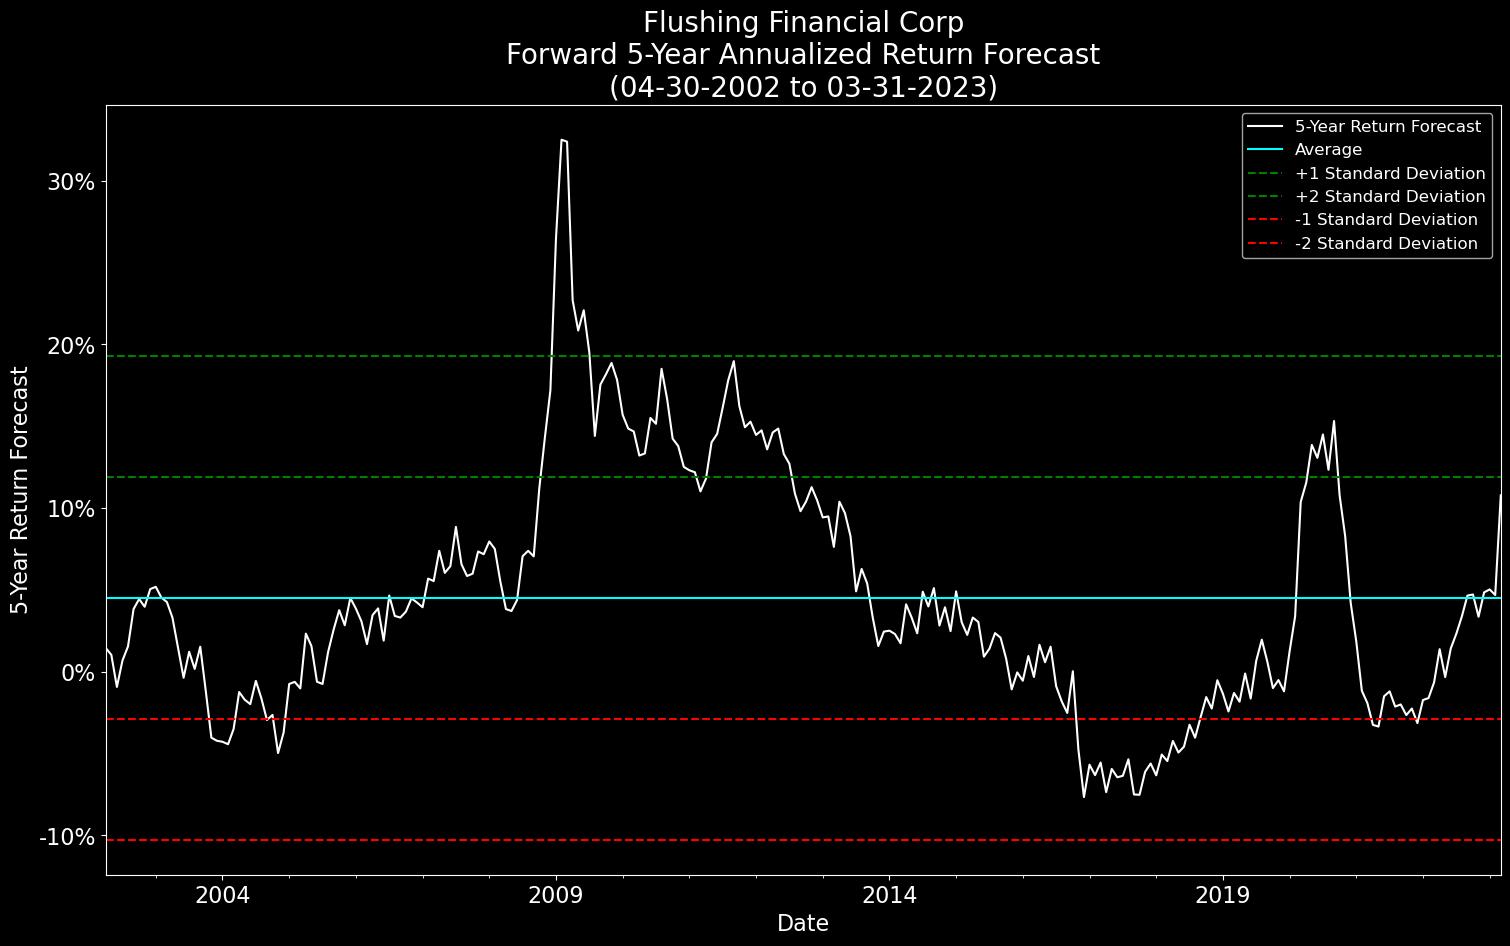 Flushing Financial Corp
Forward 5-Year Annualized Return Forecast
(04-30-2002 to 03-31-2023)
5-Year Return Forecast
Average
+1 Standard Deviation
+2 Standard Deviation
-1 Standard Deviation
-2 Standard Deviation
30%
20%
10%
0%
-10%
5-Year Return Forecast
2004
2009
2014
2019
Date